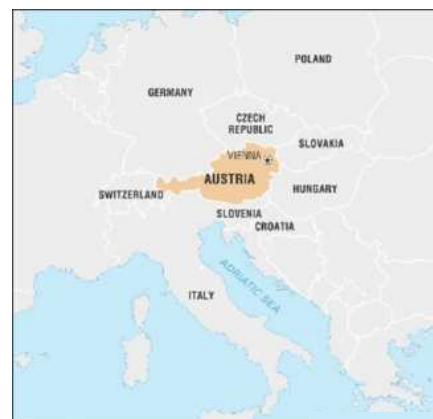 POLAND
GERMANY
CZECH
REPUBLIC
SLOVAKIA
VIENNA
AUSTRIA
HUNGARY
SWITZERLAND
SLOVENIA
CROATIA
ADRIATIC SEA
ITALY